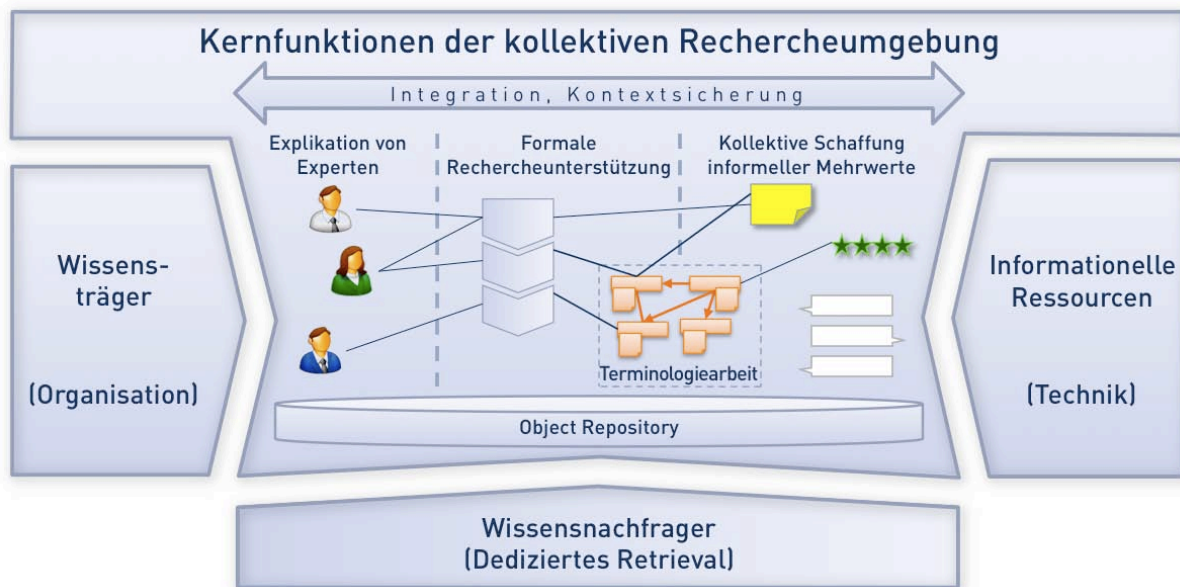 Kernfunktionen der kollektiven Rechercheumgebung
Integration, Kontextsicherung
Explikation von
Experten
Formale
Rechercheunterstützung
Kollektive Schaffung
informeller Mehrwerte
Wissens-
träger
(Organisation)
Informationelle
Ressourcen
(Technik)
Terminologiearbeit
Object Repository
Wissensnachfrager
(Dediziertes Retrieval)